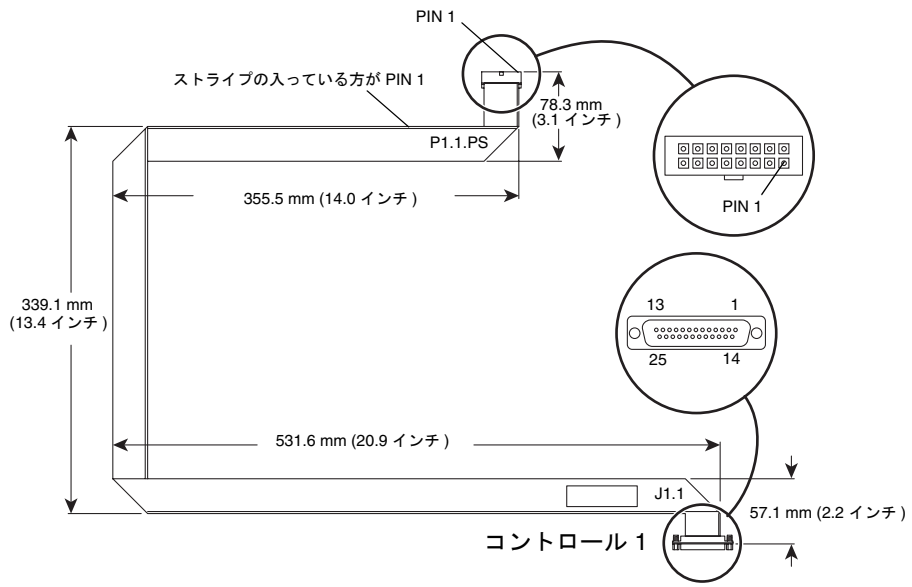 PIN 1
ストライプの入っている方が PIN 1
78.3 mm
(3.1 インチ )
P1.1.PS
PIN 1
355.5 mm (14.0 インチ )
339.1 mm
(13.4 インチ )
13 1
25 14
531.6 mm (20.9 インチ )
J1.1
57.1 mm (2.2 インチ )
コントロール 1